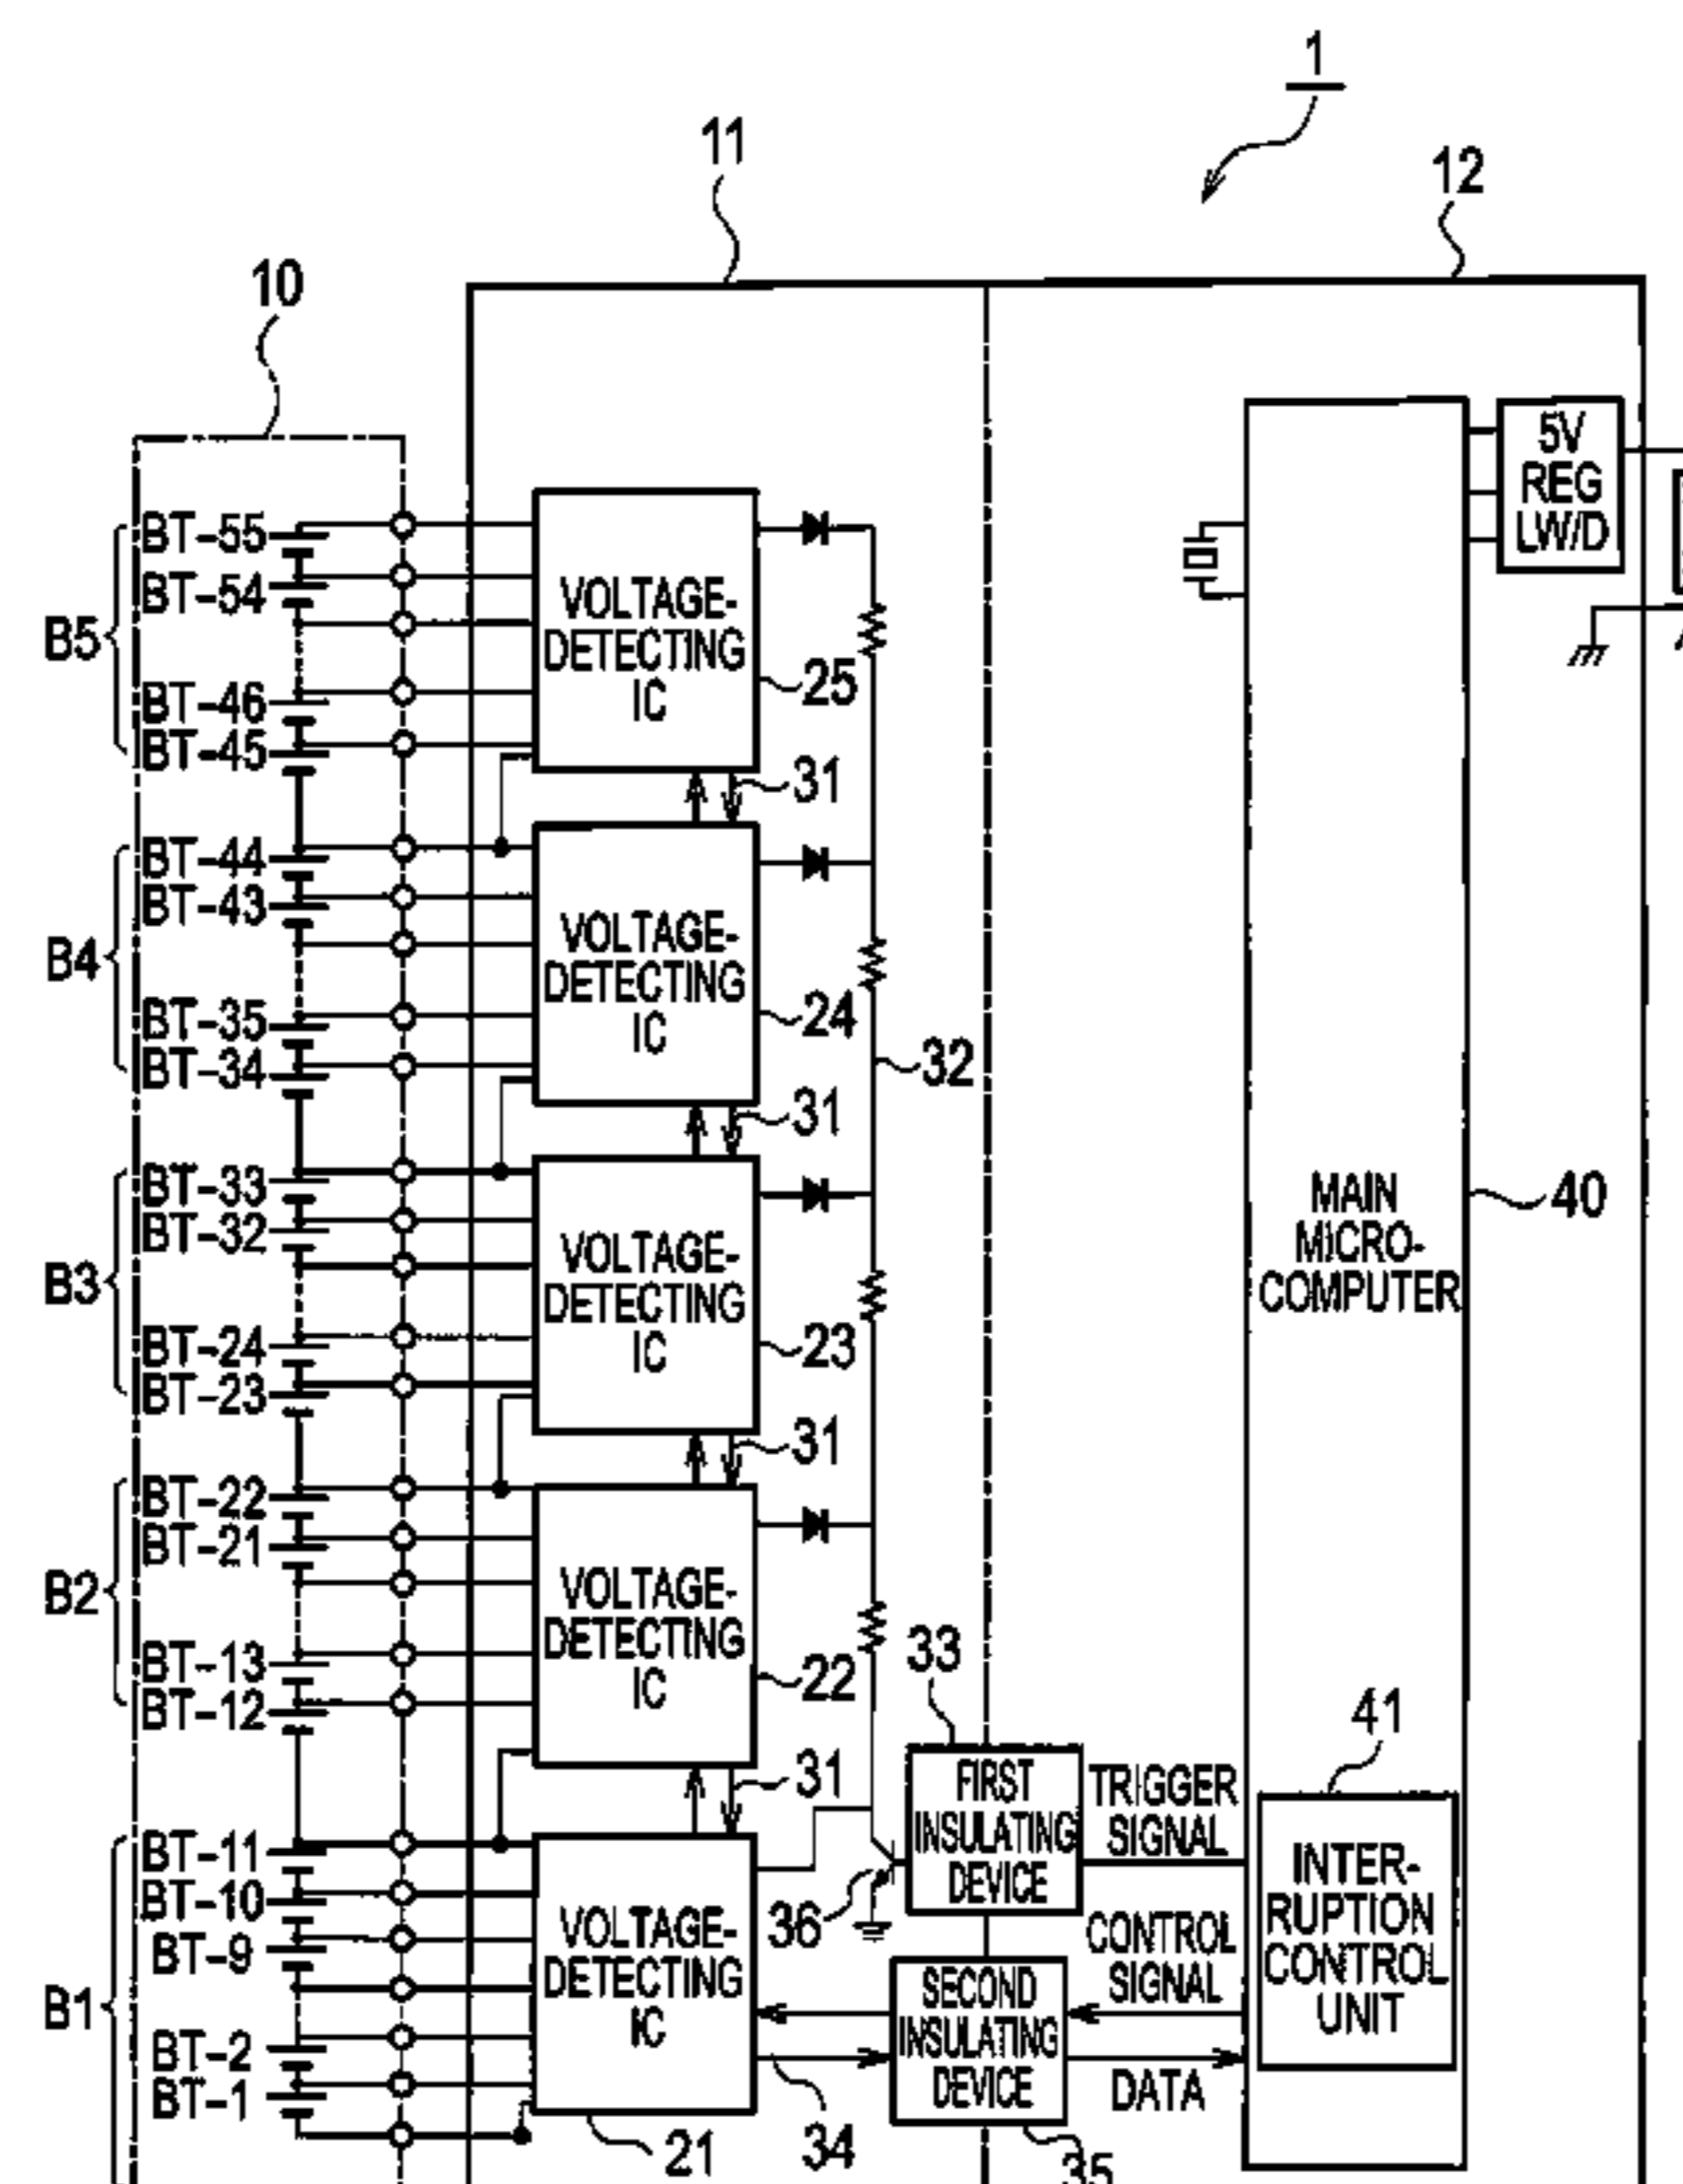 1
11
12
10
5V
REG
LW/D
BT-55
BT-54
B5
BT-46
BT-45
VOLTAGE-
DETECTING
IC
25
31
BT-44
BT-43
B4
BT-35
BT-34
VOLTAGE-
DETECTING
IC
24
32
31
BT-33
BT-32
B3
BT-24
BT-23
VOLTAGE-
DETECTING
IC
23
31
MAIN
MICRO-
COMPUTER
40
BT-22
BT-21
B2
BT-13
BT-12
VOLTAGE-
DETECTING
IC
22
31
33
FIRST
INSULATING
DEVICE
TRIGGER
SIGNAL
41
INTER-
RUPTION
CONTROL
UNIT
36
BT-11
BT-10
BT-9
B1
BT-2
BT-1
VOLTAGE-
DETECTING
IC
21
34
SECOND
INSULATING
DEVICE
CONTROL
SIGNAL
DATA
35